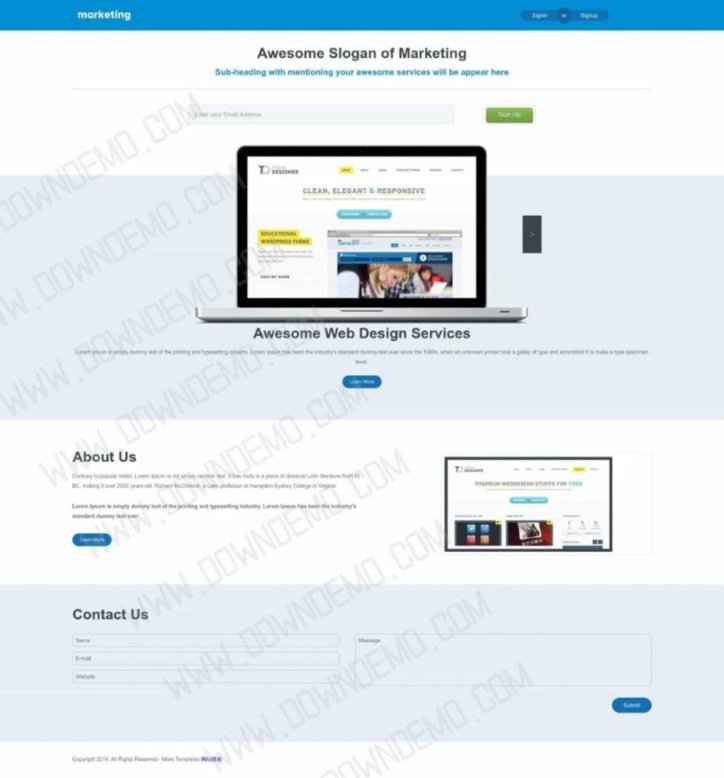 marketing
Signin or Signup
Awesome Slogan of Marketing
Sub-heading with mentioning your awesome services will be appear here
Enter your Email Address
Sign Up
DESIGNER
CLEAN, ELEGANT & RESPONSIVE
EDUCATIONAL
WORDPRESS THEME
VIEW MY WORK
>
Awesome Web Design Services
Lorem Ipsum is simply dummy text of the printing and typesetting industry. Lorem Ipsum has been the industry's standard dummy text ever since the 1500s, when an unknown printer took a galley of type and scrambled it to make a type specimen
book.
Learn More
About Us
Contrary to popular belief, Lorem Ipsum is not simply random text. It has roots in a piece of classical Latin literature from 45
BC, making it over 2000 years old. Richard McClintock, a Latin professor at Hampden-Sydney College in Virginia
Lorem Ipsum is simply dummy text of the printing and typesetting industry. Lorem Ipsum has been the industry's
standard dummy text ever
Learn More
DESIGNER
PREMIUM WEBDESIGN STUFFS FOR FREE
Contact Us
Name
E-mail
Website
Message
Submit
Copyright 2014. All Rights Reserved - More Templates 网站模板
WWW.DOWNDEMO.COM
WWW.DOWNDEMO.COM
WWW.DOWNDEMO.COM
WWW.DOWNDEMO.COM